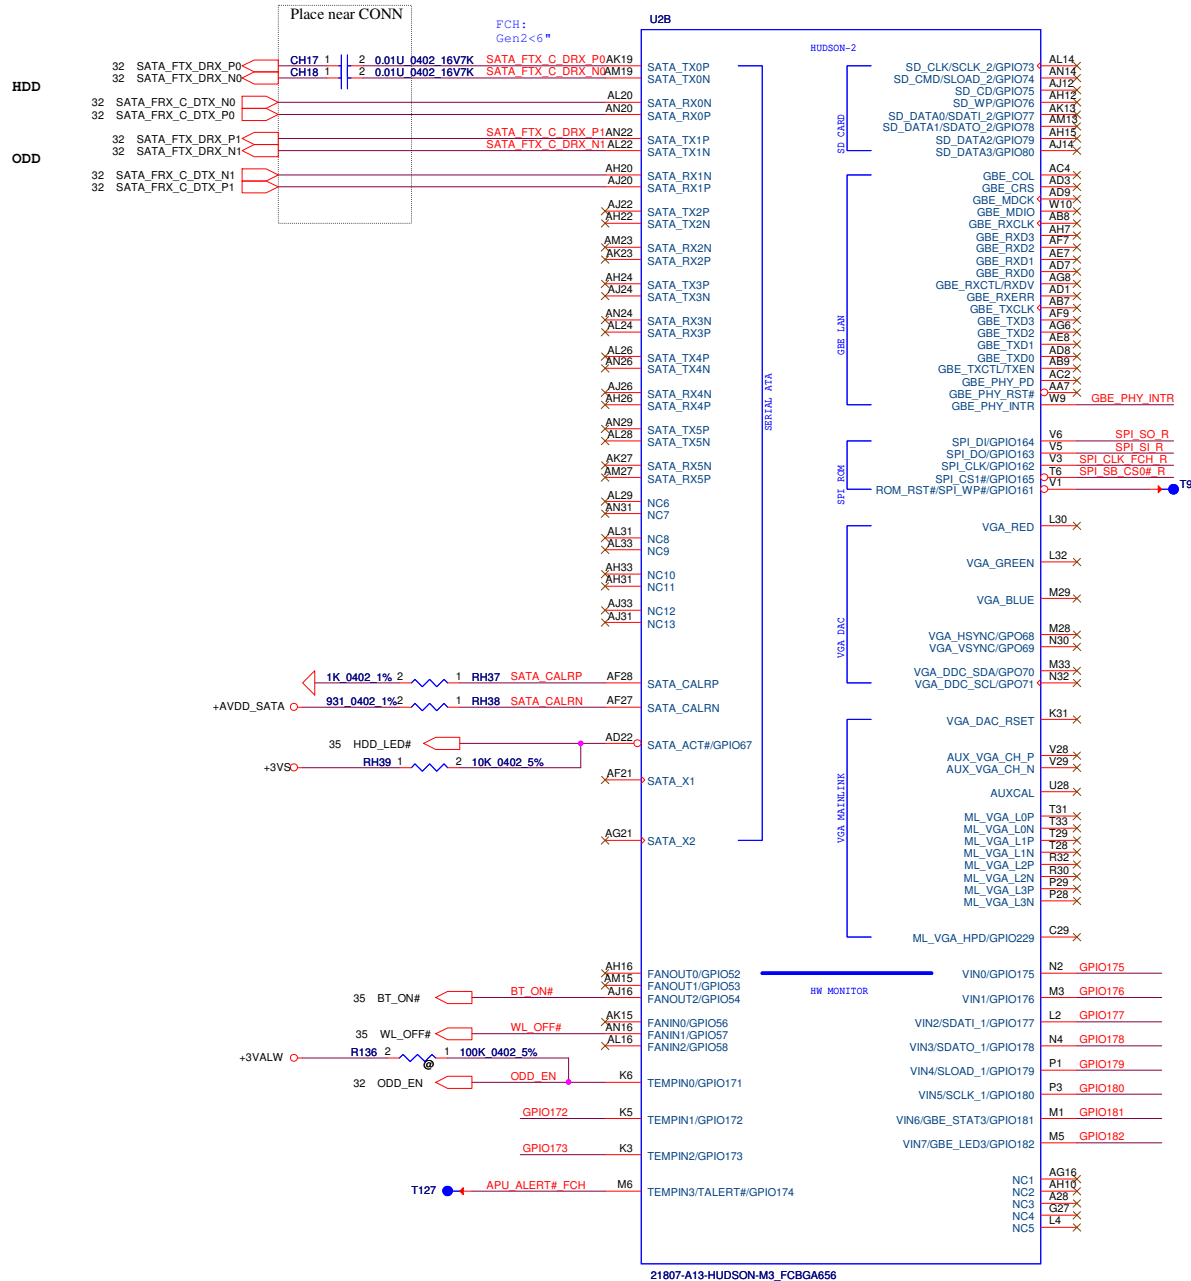 Place near CONN
FCH:
Gen2<6"
U2B
HUDSON-2
HDD
32 SATA_FTX_DRX_P0 CH17 1 2 0.01U_0402_16V7K SATA_FTX_C_DRX_P0 AK19 SATA_TX0P
32 SATA_FTX_DRX_N0 CH18 1 2 0.01U_0402_16V7K SATA_FTX_C_DRX_N0 AM19 SATA_TX0N
32 SATA_FRX_C_DTX_N0 AL20 SATA_RX0N
32 SATA_FRX_C_DTX_P0 AN20 SATA_RX0P
ODD
32 SATA_FTX_DRX_P1 SATA_FTX_C_DRX_P1 AN22 SATA_TX1P
32 SATA_FTX_DRX_N1 SATA_FTX_C_DRX_N1 AL22 SATA_TX1N
32 SATA_FRX_C_DTX_N1 AH20 SATA_RX1N
32 SATA_FRX_C_DTX_P1 AJ20 SATA_RX1P
AJ22 SATA_TX2P
AH22 SATA_TX2N
AM23 SATA_RX2N
AK23 SATA_RX2P
AH24 SATA_TX3P
AJ24 SATA_TX3N
AN24 SATA_RX3N
AL24 SATA_RX3P
AL26 SATA_TX4P
AN26 SATA_TX4N
AJ26 SATA_RX4N
AH26 SATA_RX4P
AN29 SATA_TX5P
AL28 SATA_TX5N
AK27 SATA_RX5N
AM27 SATA_RX5P
AL29 NC6
AN31 NC7
AL31 NC8
AL33 NC9
AH33 NC10
AH31 NC11
AJ33 NC12
AJ31 NC13
1K_0402_1% 2 1 RH37 SATA_CALRP AF28 SATA_CALRP
+AVDD_SATA 931_0402_1% 2 1 RH38 SATA_CALRN AF27 SATA_CALRN
35 HDD_LED# AD22 SATA_ACT#/GPIO67
+3VS RH39 1 2 10K_0402_5%
AF21 SATA_X1
AG21 SATA_X2
SERIAL ATA
AH16 FANOUT0/GPIO52
AM15 FANOUT1/GPIO53
35 BT_ON# BT_ON# AJ16 FANOUT2/GPIO54
AK15 FANIN0/GPIO56
35 WL_OFF# WL_OFF# AN16 FANIN1/GPIO57
AL16 FANIN2/GPIO58
+3VALW R136 2 1 100K_0402_5%
@
32 ODD_EN ODD_EN K6 TEMPIN0/GPIO171
GPIO172 K5 TEMPIN1/GPIO172
GPIO173 K3 TEMPIN2/GPIO173
T127 APU_ALERT#_FCH M6 TEMPIN3/TALERT#/GPIO174
SD CARD
SD_CLK/SCLK_2/GPIO73 AL14
SD_CMD/SLOAD_2/GPIO74 AN14
SD_CD/GPIO75 AJ12
SD_WP/GPIO76 AH12
SD_DATA0/SDATI_2/GPIO77 AK13
SD_DATA1/SDATO_2/GPIO78 AM13
SD_DATA2/GPIO79 AH15
SD_DATA3/GPIO80 AJ14
GBE LAN
GBE_COL AC4
GBE_CRS AD3
GBE_MDCK AD9
GBE_MDIO W10
GBE_RXCLK AB8
GBE_RXD3 AH7
GBE_RXD2 AF7
GBE_RXD1 AE7
GBE_RXD0 AD7
GBE_RXCTL/RXDV AG8
GBE_RXERR AD1
GBE_TXCLK AB7
GBE_TXD3 AF9
GBE_TXD2 AG6
GBE_TXD1 AE8
GBE_TXD0 AD8
GBE_TXCTL/TXEN AB9
GBE_PHY_PD AC2
GBE_PHY_RST# AA7
GBE_PHY_INTR W9 GBE_PHY_INTR
SPI ROM
SPI_DI/GPIO164 V6 SPI_SO_R
SPI_DO/GPIO163 V5 SPI_SI_R
SPI_CLK/GPIO162 V3 SPI_CLK_FCH_R
SPI_CS1#/GPIO165 T6 SPI_SB_CS0#_R
ROM_RST#/SPI_WP#/GPIO161 V1 T9
VGA DAC
VGA_RED L30
VGA_GREEN L32
VGA_BLUE M29
VGA_HSYNC/GPO68 M28
VGA_VSYNC/GPO69 N30
VGA_DDC_SDA/GPO70 M33
VGA_DDC_SCL/GPO71 N32
VGA MAINLINK
VGA_DAC_RSET K31
AUX_VGA_CH_P V28
AUX_VGA_CH_N V29
AUXCAL U28
ML_VGA_L0P T31
ML_VGA_L0N T33
ML_VGA_L1P T29
ML_VGA_L1N T28
ML_VGA_L2P R32
ML_VGA_L2N R30
ML_VGA_L3P P29
ML_VGA_L3N P28
ML_VGA_HPD/GPIO229 C29
HW MONITOR
VIN0/GPIO175 N2 GPIO175
VIN1/GPIO176 M3 GPIO176
VIN2/SDATI_1/GPIO177 L2 GPIO177
VIN3/SDATO_1/GPIO178 N4 GPIO178
VIN4/SLOAD_1/GPIO179 P1 GPIO179
VIN5/SCLK_1/GPIO180 P3 GPIO180
VIN6/GBE_STAT3/GPIO181 M1 GPIO181
VIN7/GBE_LED3/GPIO182 M5 GPIO182
NC1 AG16
NC2 AH10
NC3 A28
NC4 G27
NC5 L4
21807-A13-HUDSON-M3_FCBGA656